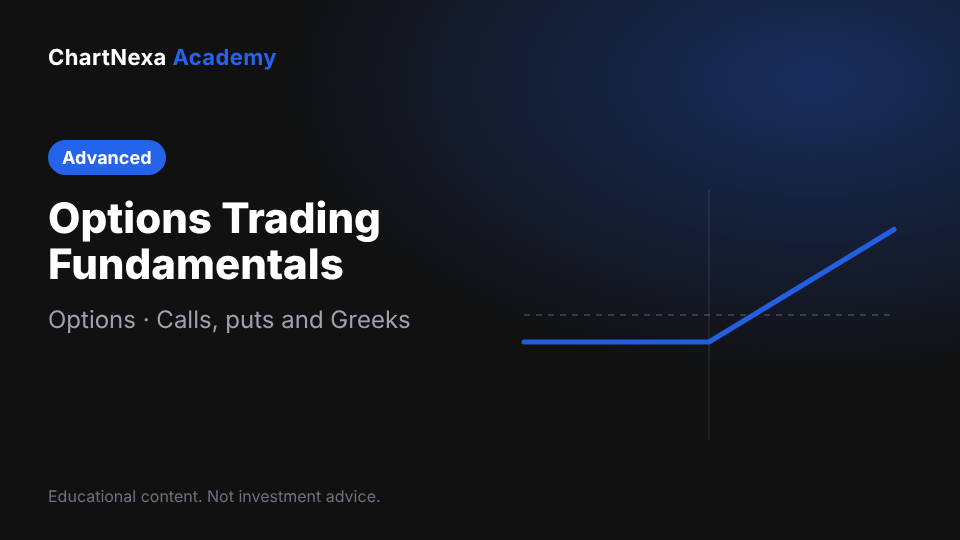 ChartNexa Academy
Advanced
Options Trading
Fundamentals
Options · Calls, puts and Greeks
Educational content. Not investment advice.